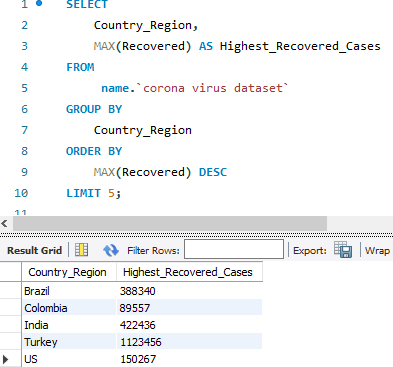 1 SELECT
2 Country_Region,
3 MAX(Recovered) AS Highest_Recovered_Cases
4 FROM
5 name.`corona virus dataset`
6 GROUP BY
7 Country_Region
8 ORDER BY
9 MAX(Recovered) DESC
10 LIMIT 5;
11
Result Grid Filter Rows: Export: Wrap
Country_Region Highest_Recovered_Cases
Brazil 388340
Colombia 89557
India 422436
Turkey 1123456
US 150267